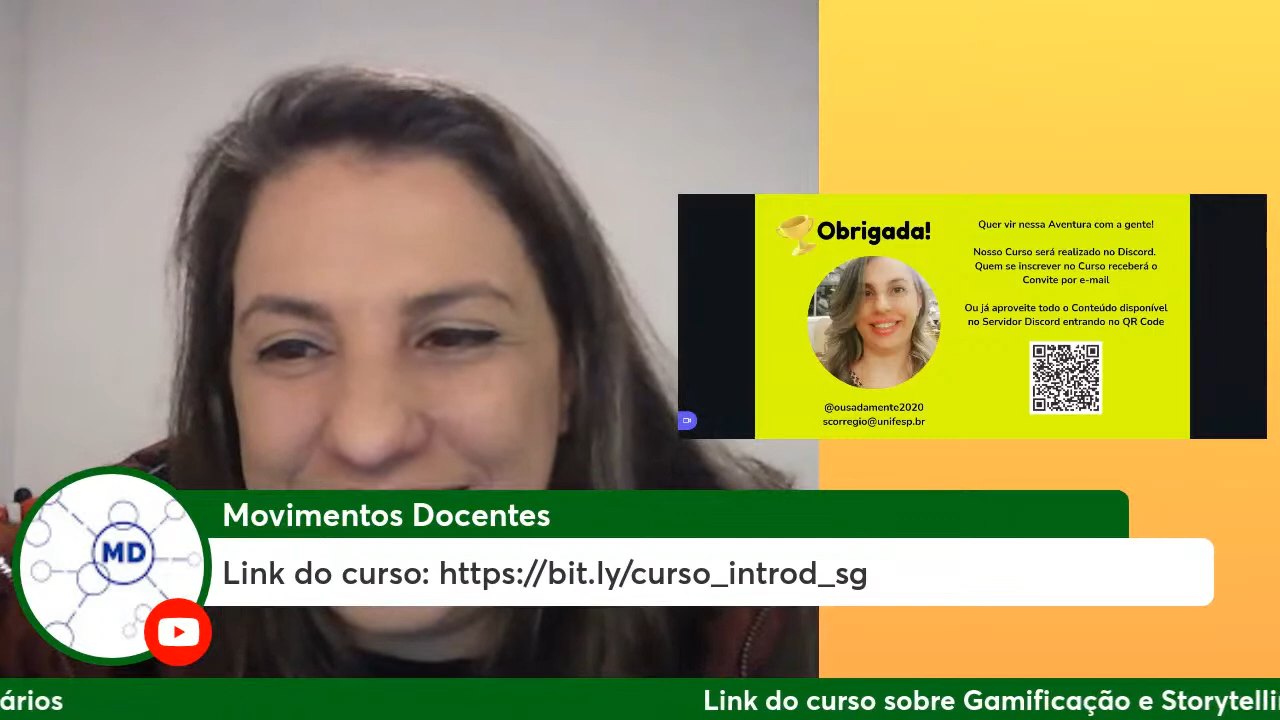 Obrigada!
@ousadamente2020
scorregio@unifesp.br
Quer vir nessa Aventura com a gente!
Nosso Curso será realizado no Discord.
Quem se inscrever no Curso receberá o
Convite por e-mail
Ou já aproveite todo o Conteúdo disponível
no Servidor Discord entrando no QR Code
MD
Movimentos Docentes
Link do curso: https://bit.ly/curso_introd_sg
ários
Link do curso sobre Gamificação e Storytelli